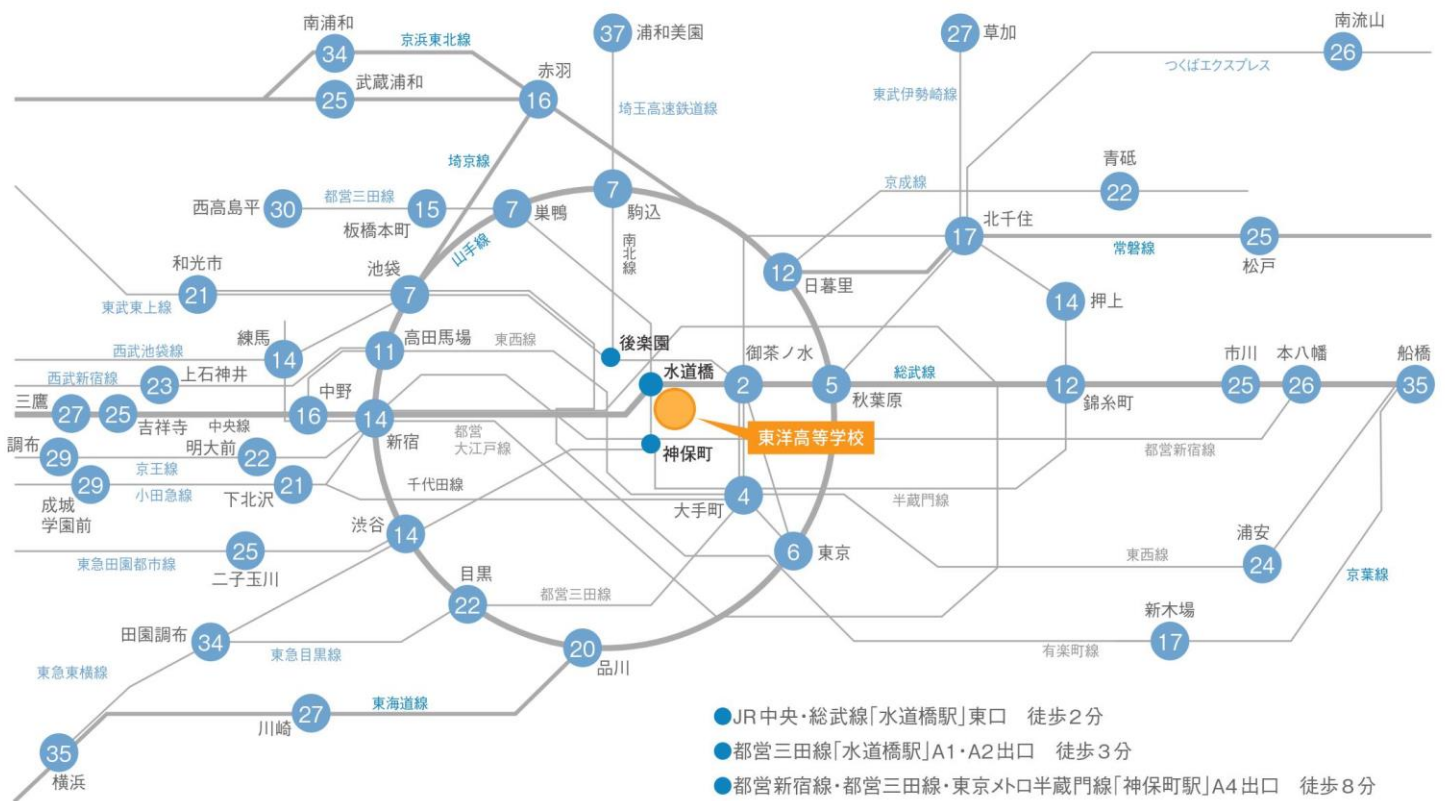 南浦和
34
京浜東北線
武蔵浦和
25
赤羽
16
37
浦和美園
埼玉高速鉄道線
27
草加
東武伊勢崎線
南流山
26
つくばエクスプレス
埼京線
西高島平
30
都営三田線
15
板橋本町
7
巣鴨
7
駒込
南北線
山手線
京成線
青砥
22
北千住
17
常磐線
25
松戸
12
日暮里
和光市
21
東武東上線
池袋
7
14
押上
練馬
14
西武池袋線
高田馬場
11
東西線
後楽園
御茶ノ水
2
水道橋
5
秋葉原
総武線
12
錦糸町
市川
25
本八幡
26
船橋
35
西武新宿線
23
上石神井
三鷹
27
25
吉祥寺
中央線
中野
16
14
新宿
東洋高等学校
神保町
都営
大江戸線
都営新宿線
調布
29
京王線
明大前
22
29
成城
学園前
小田急線
21
下北沢
千代田線
4
大手町
半蔵門線
渋谷
14
6
東京
東西線
浦安
24
京葉線
東急田園都市線
25
二子玉川
目黒
22
都営三田線
新木場
17
有楽町線
田園調布
34
東急目黒線
20
品川
東急東横線
東海道線
27
川崎
35
横浜
●JR中央・総武線「水道橋駅」東口 徒歩2分
●都営三田線「水道橋駅」A1・A2出口 徒歩3分
●都営新宿線・都営三田線・東京メトロ半蔵門線「神保町駅」A4出口 徒歩8分